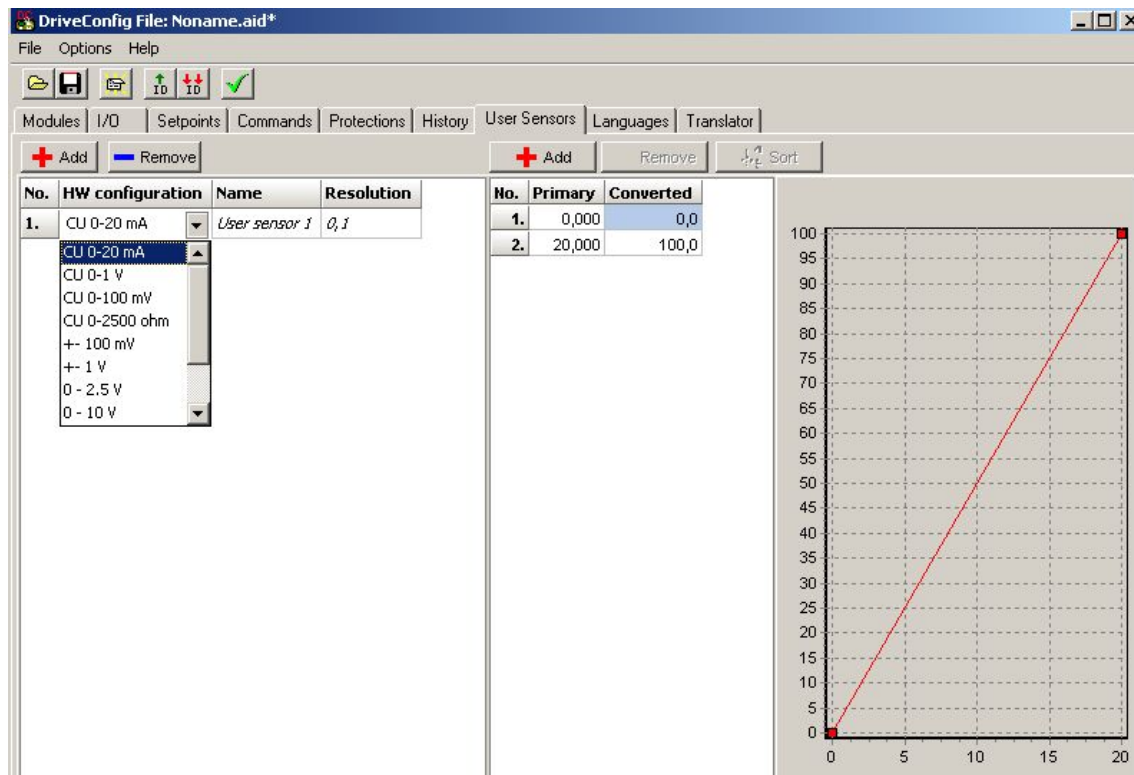 DriveConfig File: Noname.aid*
File Options Help
ID ID
Modules I/O Setpoints Commands Protections History User Sensors Languages Translator
Add Remove Add Remove Sort
No. HW configuration Name Resolution
1. CU 0-20 mA User sensor 1 0,1
CU 0-20 mA
CU 0-1 V
CU 0-100 mV
CU 0-2500 ohm
+- 100 mV
+- 1 V
0 - 2.5 V
0 - 10 V
No. Primary Converted
1. 0,000 0,0
2. 20,000 100,0
100
95
90
85
80
75
70
65
60
55
50
45
40
35
30
25
20
15
10
5
0
0 5 10 15 20